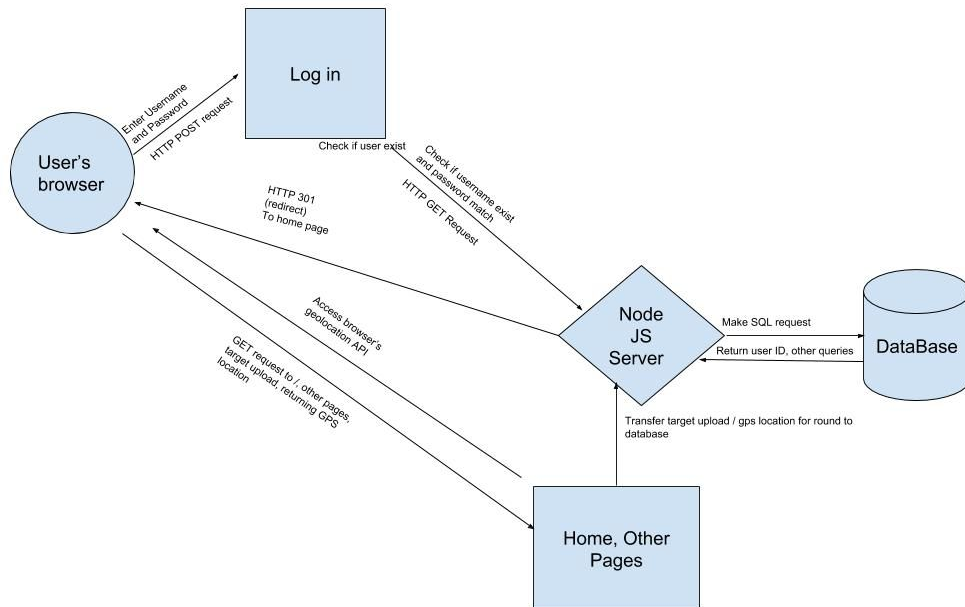 Log in
Enter Username
and Password
HTTP POST request
User's
browser
Check if user exist
Check if username exist
and password match
HTTP GET Request
HTTP 301
(redirect)
To home page
Access browser's
geolocation API
GET request to /, other pages,
target upload, returning GPS
location
Node
JS
Server
Make SQL request
Return user ID, other queries
DataBase
Transfer target upload / gps location for round to
database
Home, Other
Pages